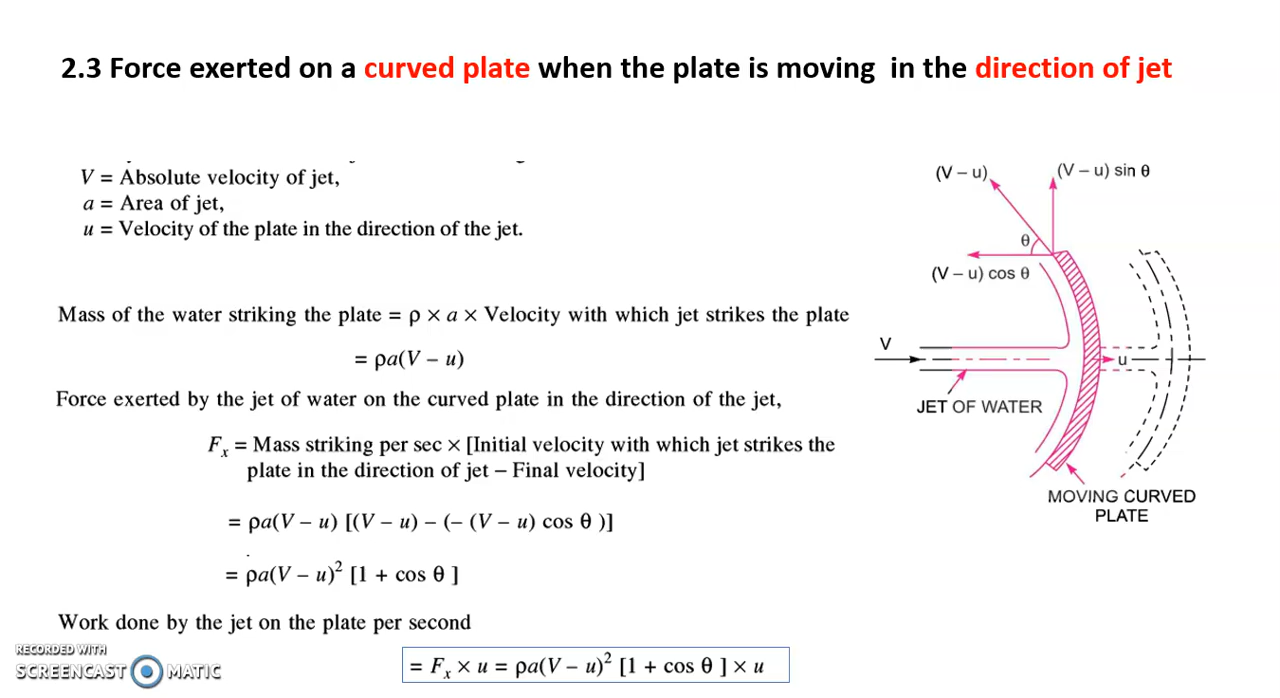 2.3 Force exerted on a curved plate when the plate is moving in the direction of jet
V = Absolute velocity of jet,
a = Area of jet,
u = Velocity of the plate in the direction of the jet.
Mass of the water striking the plate = ρ × a × Velocity with which jet strikes the plate
= ρa(V – u)
Force exerted by the jet of water on the curved plate in the direction of the jet,
Fₓ = Mass striking per sec × [Initial velocity with which jet strikes the
plate in the direction of jet – Final velocity]
= ρa(V – u) [(V – u) – (– (V – u) cos θ )]
= ρa(V – u)² [1 + cos θ ]
Work done by the jet on the plate per second
= Fₓ × u = ρa(V – u)² [1 + cos θ ] × u
(V – u)
(V – u) sin θ
θ
(V – u) cos θ
V
u
JET OF WATER
MOVING CURVED
PLATE
RECORDED WITH
SCREENCAST MATIC